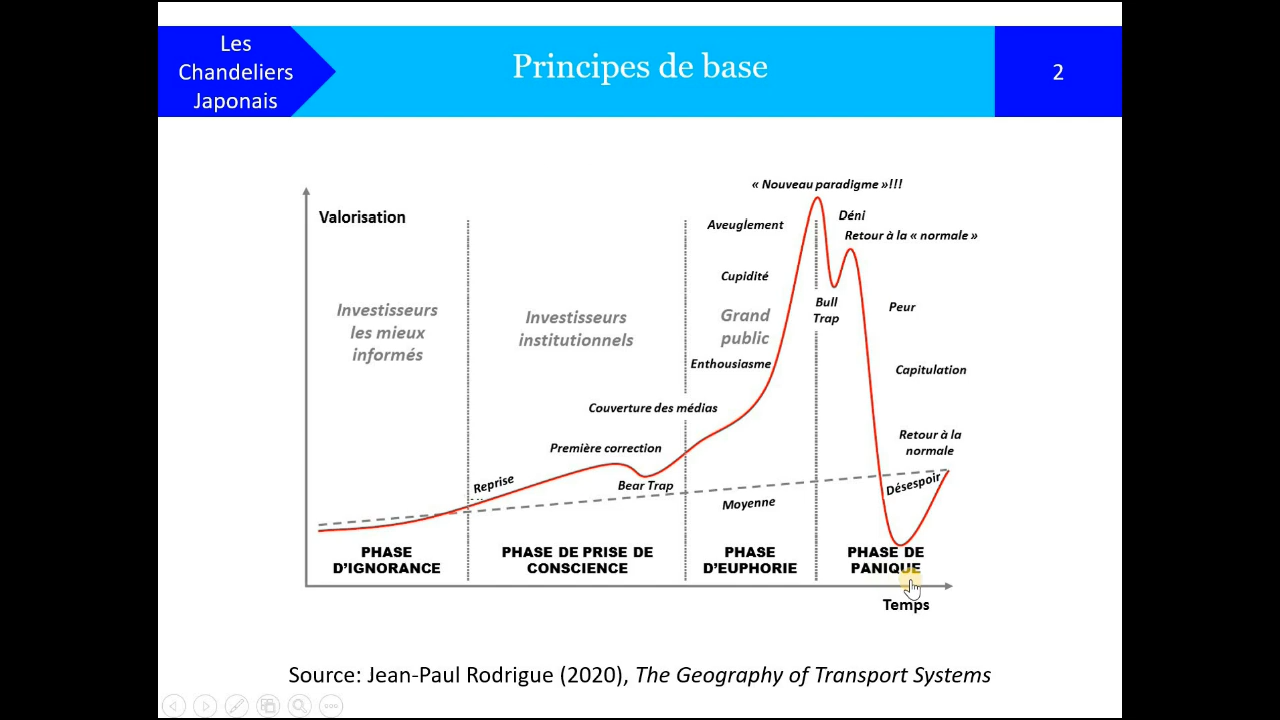 Les
Chandeliers
Japonais
Principes de base
2
« Nouveau paradigme »!!!
Valorisation
Déni
Aveuglement
Retour à la « normale »
Cupidité
Investisseurs
les mieux
informés
Investisseurs
institutionnels
Grand
public
Bull
Trap
Peur
Enthousiasme
Capitulation
Couverture des médias
Première correction
Retour à la
normale
Reprise
Bear Trap
Désespoir
Moyenne
PHASE
D'IGNORANCE
PHASE DE PRISE DE
CONSCIENCE
PHASE
D'EUPHORIE
PHASE DE
PANIQUE
Temps
Source: Jean-Paul Rodrigue (2020), The Geography of Transport Systems